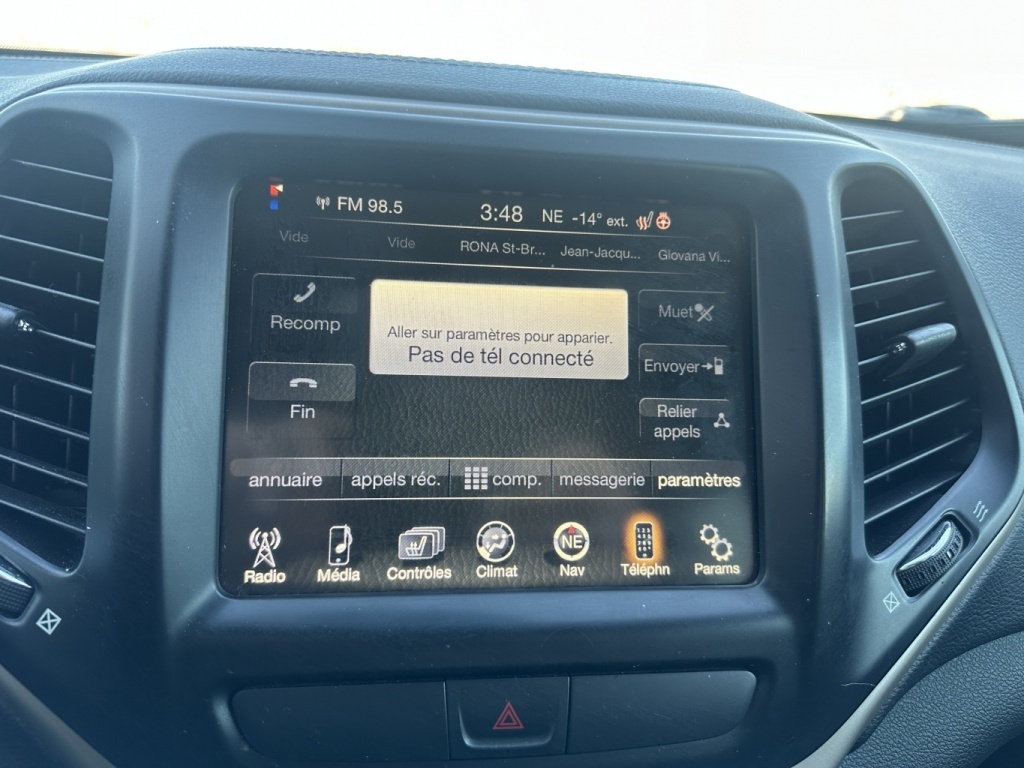 FM 98.5 3:48 NE -14° ext.
Vide Vide RONA St-Br... Jean-Jacqu... Giovana Vi...
Recomp
Aller sur paramètres pour apparier.
Pas de tél connecté
Muet
Envoyer
Fin
Relier
appels
annuaire appels réc. comp. messagerie paramètres
NE
Radio Média Contrôles Climat Nav Téléphn Params